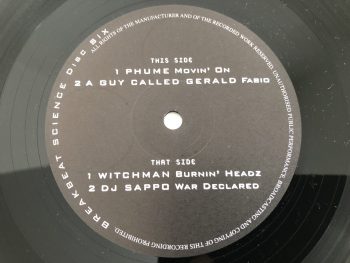 THIS SIDE
1 PHUME Movin' On
2 A GUY CALLED GERALD Fabio
THAT SIDE
1 WITCHMAN Burnin' Headz
2 DJ SAPPO War Declared
BREAKBEAT SCIENCE Disc Six
ALL RIGHTS OF THE MANUFACTURER AND OF THE RECORDED WORK RESERVED. UNAUTHORISED PUBLIC PERFORMANCE, BROADCASTING AND COPYING OF THIS RECORDING PROHIBITED.